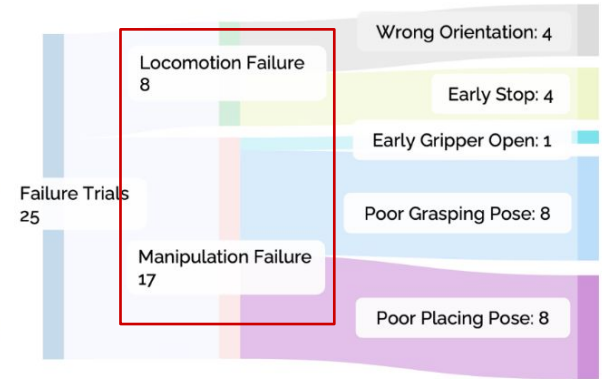 Failure Trials
25
Locomotion Failure
8
Manipulation Failure
17
Wrong Orientation: 4
Early Stop: 4
Early Gripper Open: 1
Poor Grasping Pose: 8
Poor Placing Pose: 8